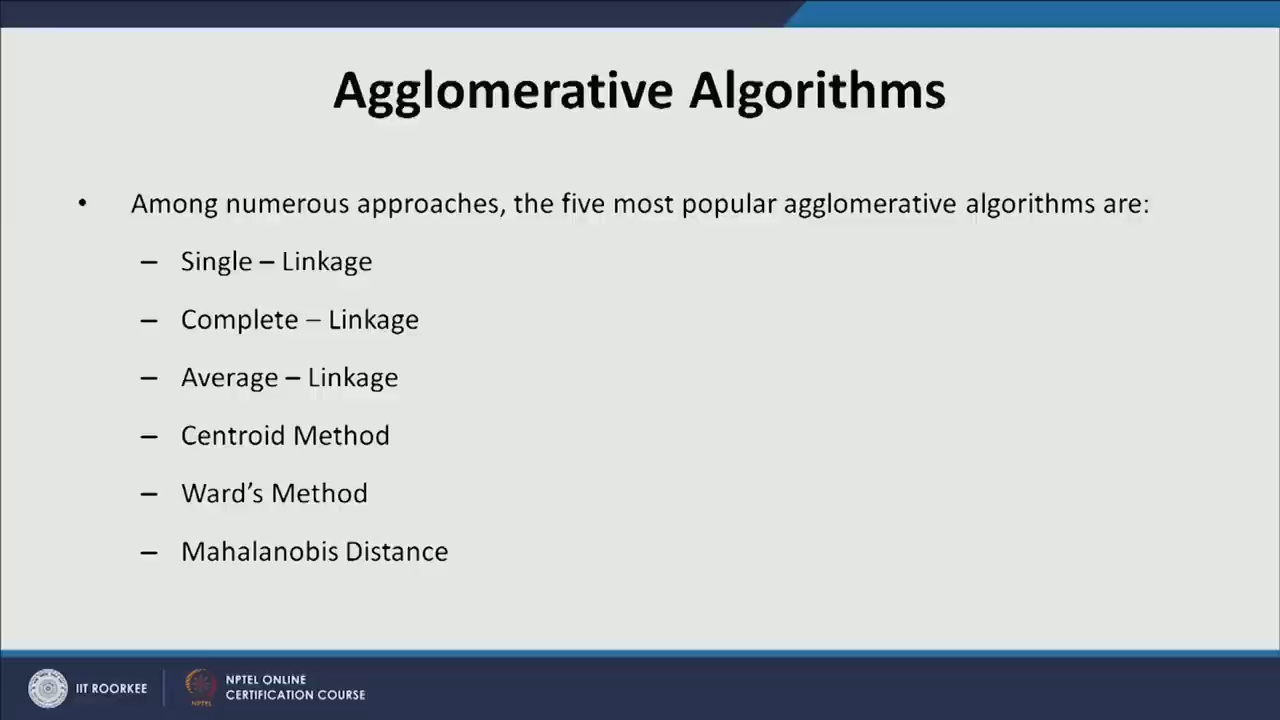 Agglomerative Algorithms
• Among numerous approaches, the five most popular agglomerative algorithms are:
– Single – Linkage
– Complete – Linkage
– Average – Linkage
– Centroid Method
– Ward’s Method
– Mahalanobis Distance
IIT ROORKEE
NPTEL
NPTEL ONLINE
CERTIFICATION COURSE